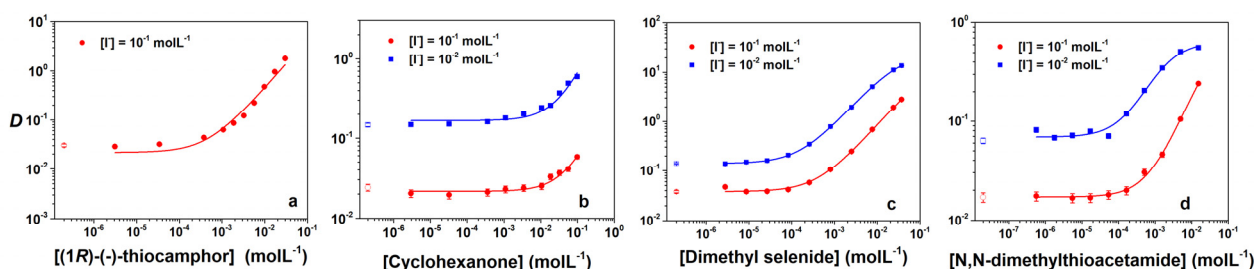 D
10¹
10⁰
10⁻¹
10⁻²
10⁻³
[I⁻] = 10⁻¹ molL⁻¹
a
10⁻⁶ 10⁻⁵ 10⁻⁴ 10⁻³ 10⁻² 10⁻¹
[(1R)-(-)-thiocamphor] (molL⁻¹)
10⁰
10⁻¹
10⁻²
[I⁻] = 10⁻¹ molL⁻¹
[I⁻] = 10⁻² molL⁻¹
b
10⁻⁶ 10⁻⁵ 10⁻⁴ 10⁻³ 10⁻² 10⁻¹ 10⁰
[Cyclohexanone] (molL⁻¹)
10²
10¹
10⁰
10⁻¹
10⁻²
[I⁻] = 10⁻¹ molL⁻¹
[I⁻] = 10⁻² molL⁻¹
c
10⁻⁶ 10⁻⁵ 10⁻⁴ 10⁻³ 10⁻² 10⁻¹
[Dimethyl selenide] (molL⁻¹)
10⁰
10⁻¹
10⁻²
[I⁻] = 10⁻¹ molL⁻¹
[I⁻] = 10⁻² molL⁻¹
d
10⁻⁷ 10⁻⁶ 10⁻⁵ 10⁻⁴ 10⁻³ 10⁻² 10⁻¹
[N,N-dimethylthioacetamide] (molL⁻¹)